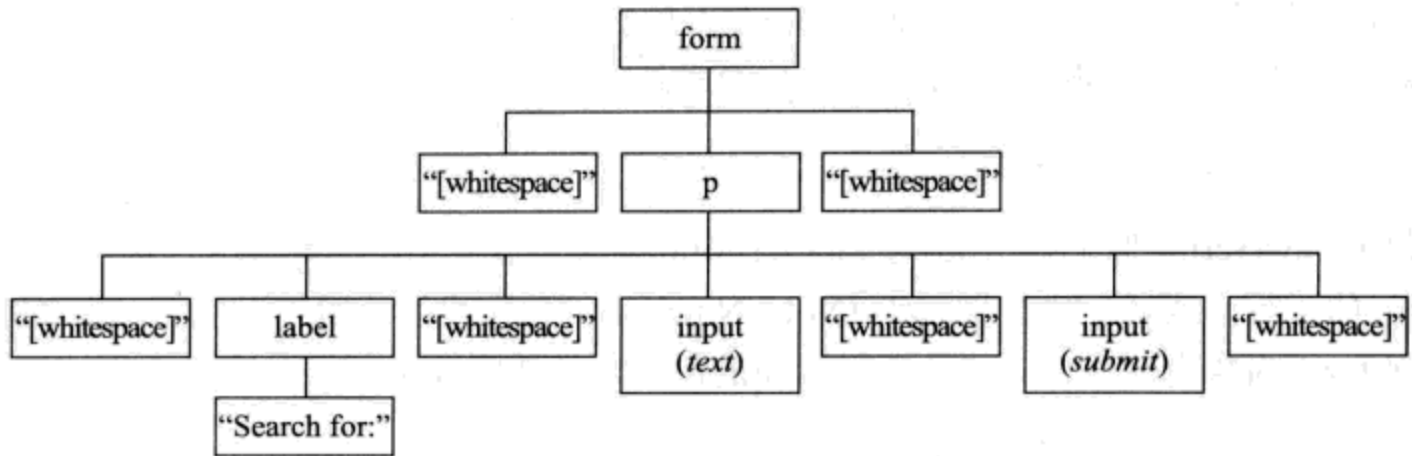 form
“[whitespace]” p “[whitespace]”
“[whitespace]” label “[whitespace]” input “[whitespace]” input “[whitespace]”
(text) (submit)
“Search for:”